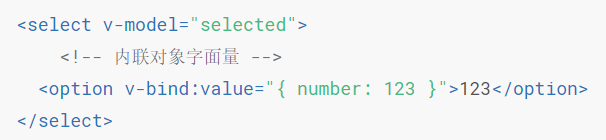 <select v-model="selected">
<!-- 内联对象字面量 -->
<option v-bind:value="{ number: 123 }">123</option>
</select>